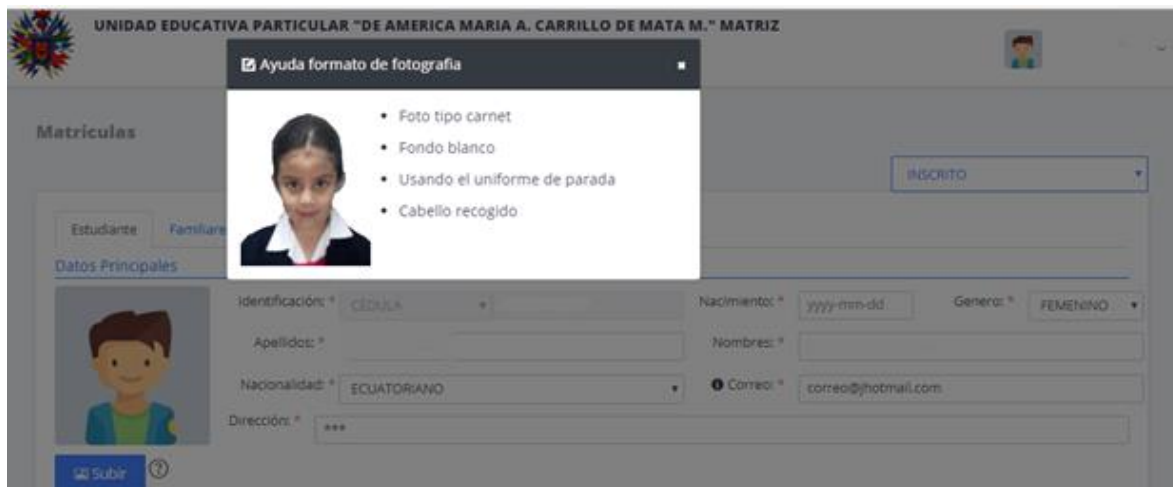 UNIDAD EDUCATIVA PARTICULAR "DE AMERICA MARIA A. CARRILLO DE MATA M." MATRIZ
Ayuda formato de fotografia
• Foto tipo carnet
• Fondo blanco
• Usando el uniforme de parada
• Cabello recogido
Matriculas
INSCRITO
Estudiante Familiare
Datos Principales
Identificación: * CÉDULA Nacimiento: * yyyy-mm-dd Genero: * FEMENINO
Apellidos: * Nombres: *
Nacionalidad: * ECUATORIANO Correo: * correo@jhotmail.com
Dirección: * ***
Subir